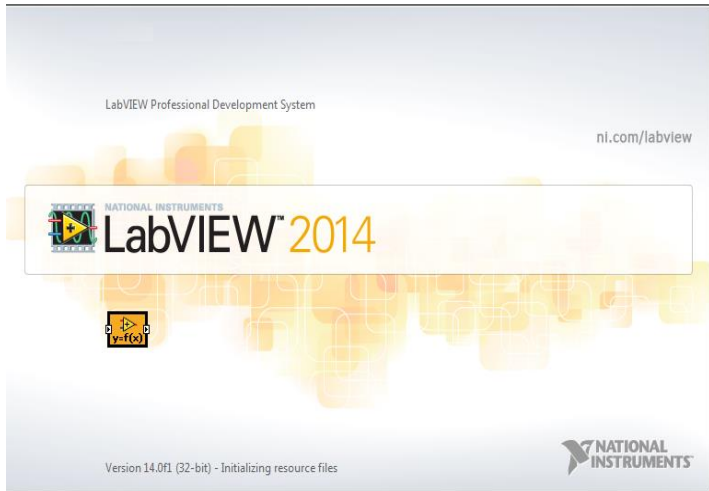 LabVIEW Professional Development System
ni.com/labview
NATIONAL INSTRUMENTS
LabVIEW™ 2014
y=f(x)
Version 14.0f1 (32-bit) - Initializing resource files
NATIONAL
INSTRUMENTS™